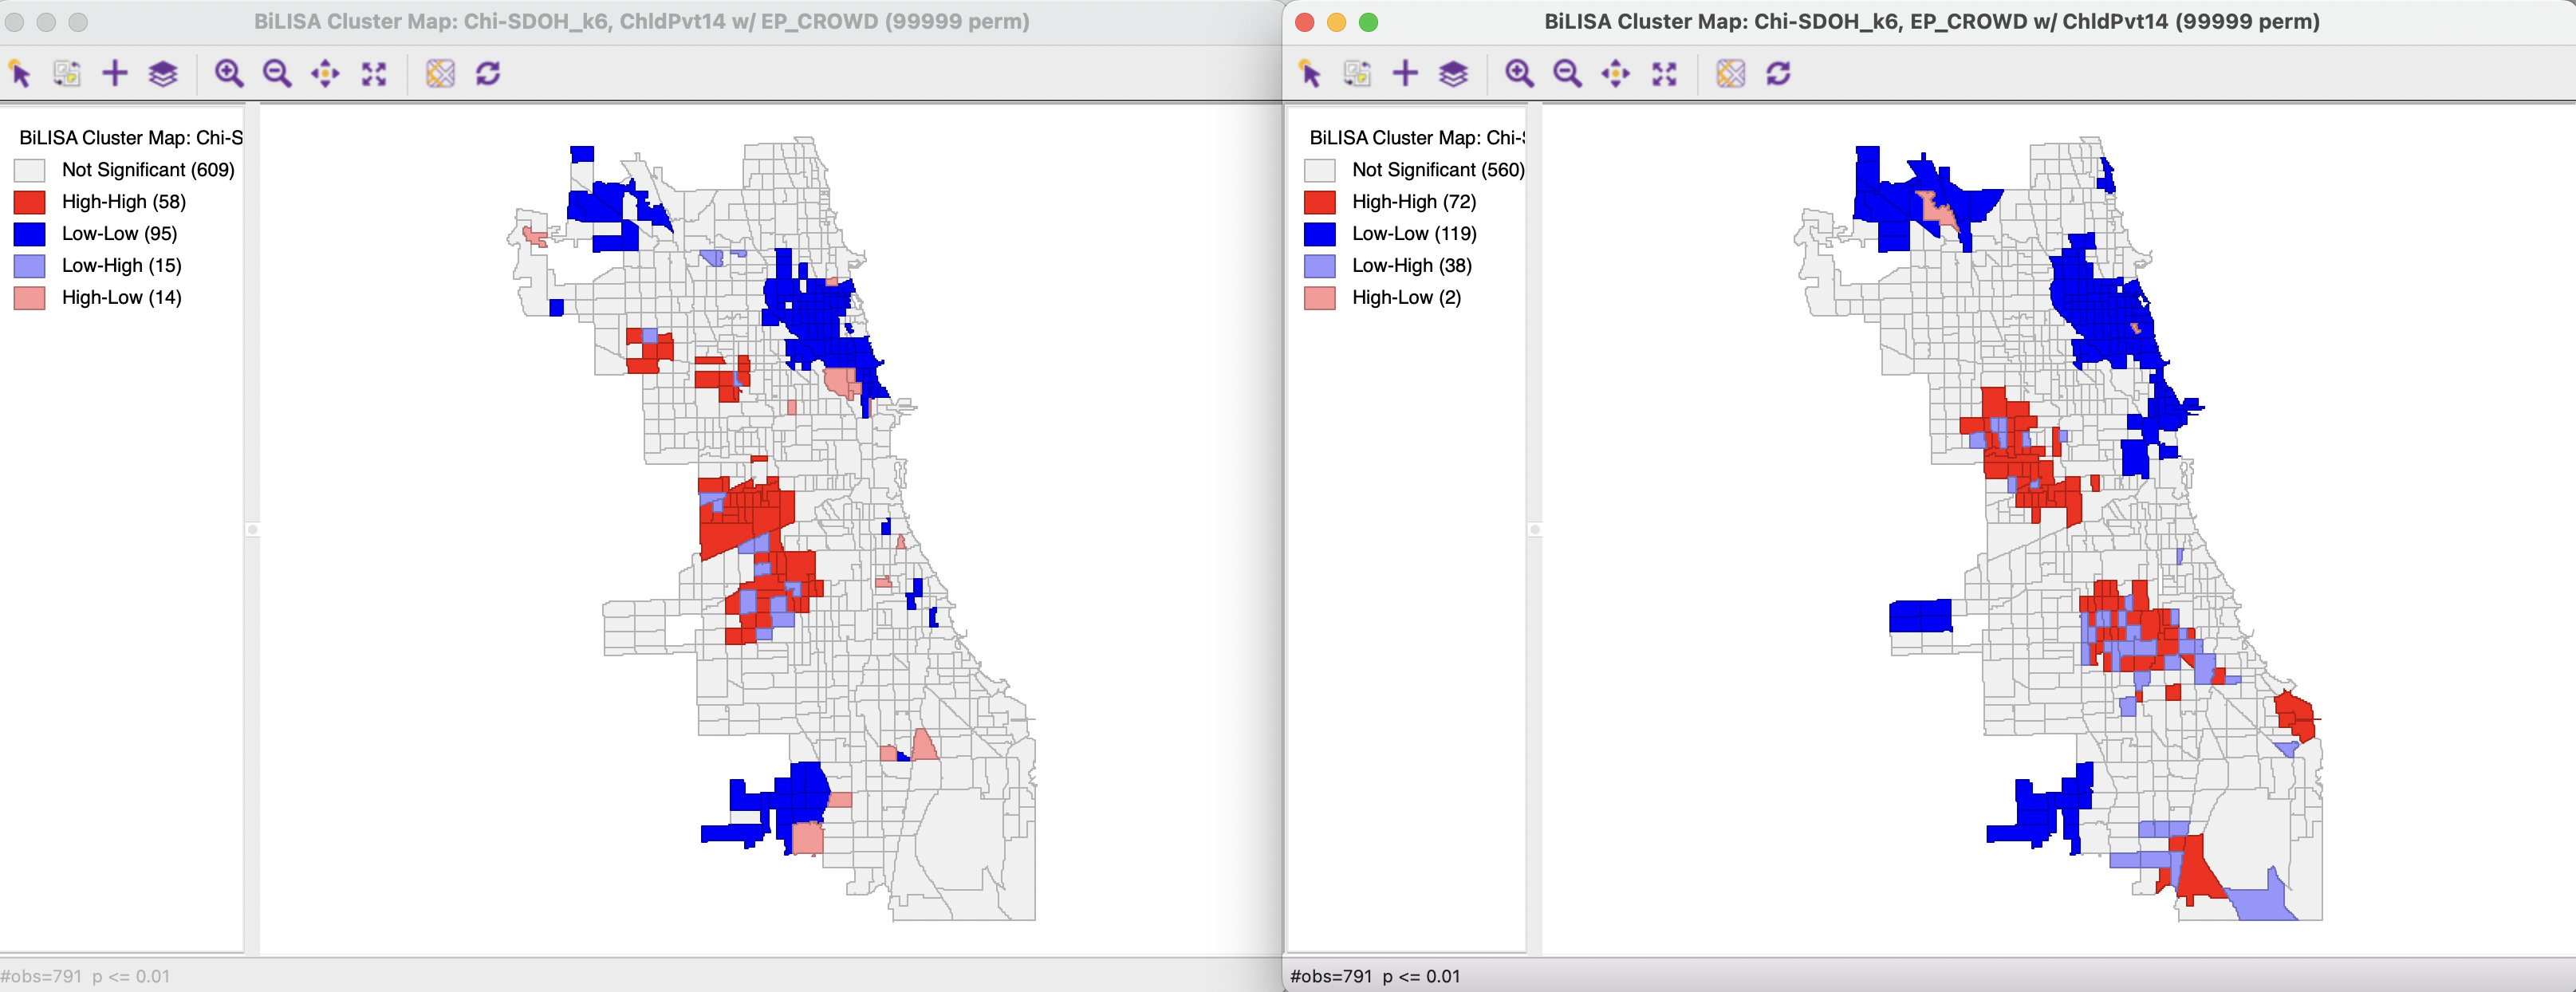 BiLISA Cluster Map: Chi-SDOH_k6, ChldPvt14 w/ EP_CROWD (99999 perm)
BiLISA Cluster Map: Chi-S
Not Significant (609)
High-High (58)
Low-Low (95)
Low-High (15)
High-Low (14)
#obs=791 p <= 0.01
BiLISA Cluster Map: Chi-SDOH_k6, EP_CROWD w/ ChldPvt14 (99999 perm)
BiLISA Cluster Map: Chi-S
Not Significant (560)
High-High (72)
Low-Low (119)
Low-High (38)
High-Low (2)
#obs=791 p <= 0.01